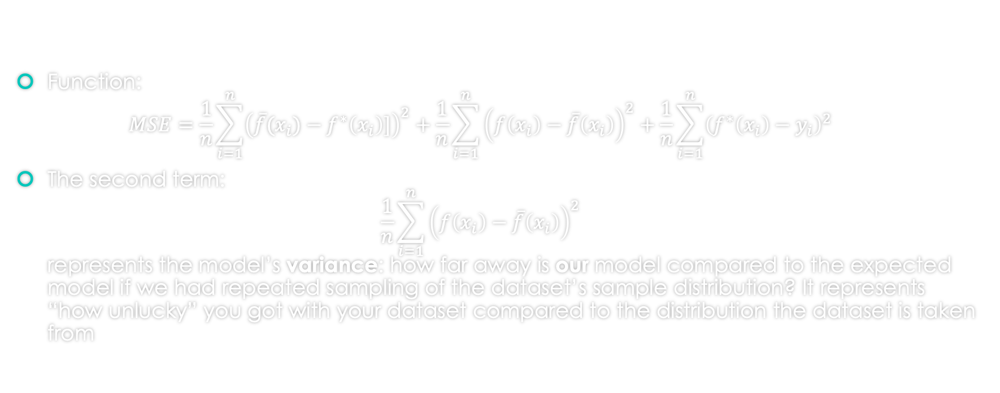 Function:
MSE = \frac{1}{n}\sum_{i=1}^{n}(\bar{f}(x_i) − f^*(x_i)])^2 + \frac{1}{n}\sum_{i=1}^{n}(f(x_i) − \bar{f}(x_i))^2 + \frac{1}{n}\sum_{i=1}^{n}(f^*(x_i) − y_i)^2
The second term:
\frac{1}{n}\sum_{i=1}^{n}(f(x_i) − \bar{f}(x_i))^2
represents the model’s variance: how far away is our model compared to the expected
model if we had repeated sampling of the dataset’s sample distribution? It represents
“how unlucky” you got with your dataset compared to the distribution the dataset is taken
from